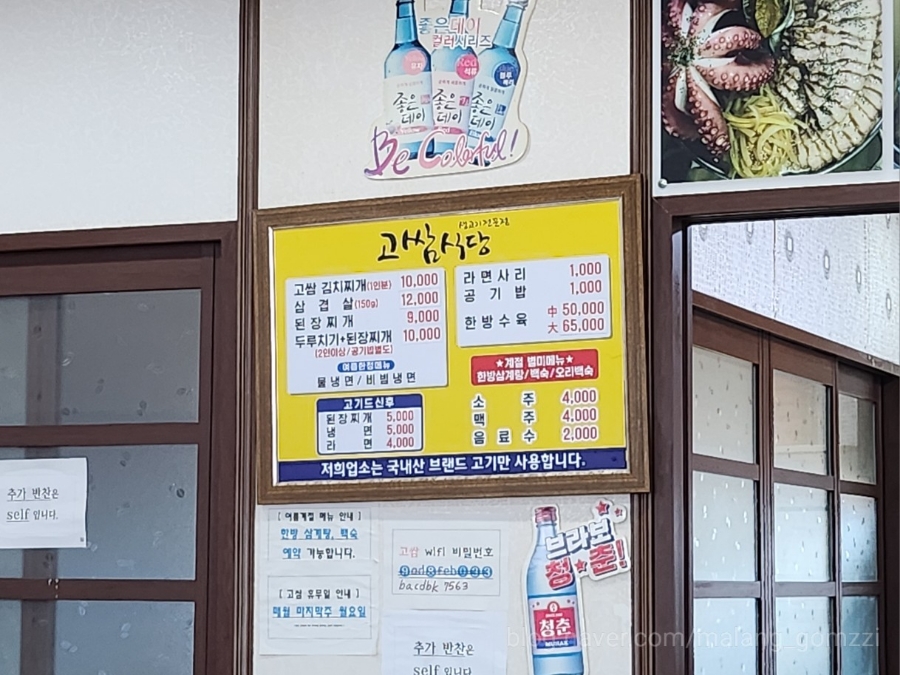 좋은데이
컬러시리즈
좋은데이
좋은데이
좋은데이
Be Colorful!
고쌈식당
고쌈 김치찌개(1인분) 10,000
삼겹살(150g) 12,000
된장찌개 9,000
두루치기+된장찌개 10,000
(2인이상/공기밥별도)
여름한정메뉴
물냉면/비빔냉면
라면사리 1,000
공기밥 1,000
한방수육 中 50,000
大 65,000
★계절 별미메뉴★
한방삼계탕/백숙/오리백숙
고기드신후
된장찌개 5,000
냉면 5,000
라면 4,000
소주 4,000
맥주 4,000
음료수 2,000
저희업소는 국내산 브랜드 고기만 사용합니다.
추가 반찬은
self 입니다.
[ 여름계절 메뉴 안내 ]
한방 삼계탕, 백숙
예약 가능합니다.
[ 고쌈 휴무일 안내 ]
매월 마지막주 월요일
고쌈 wifi 비밀번호
bacdbk 7563
추가 반찬은
self 입니다.
브라보
청춘!
청춘